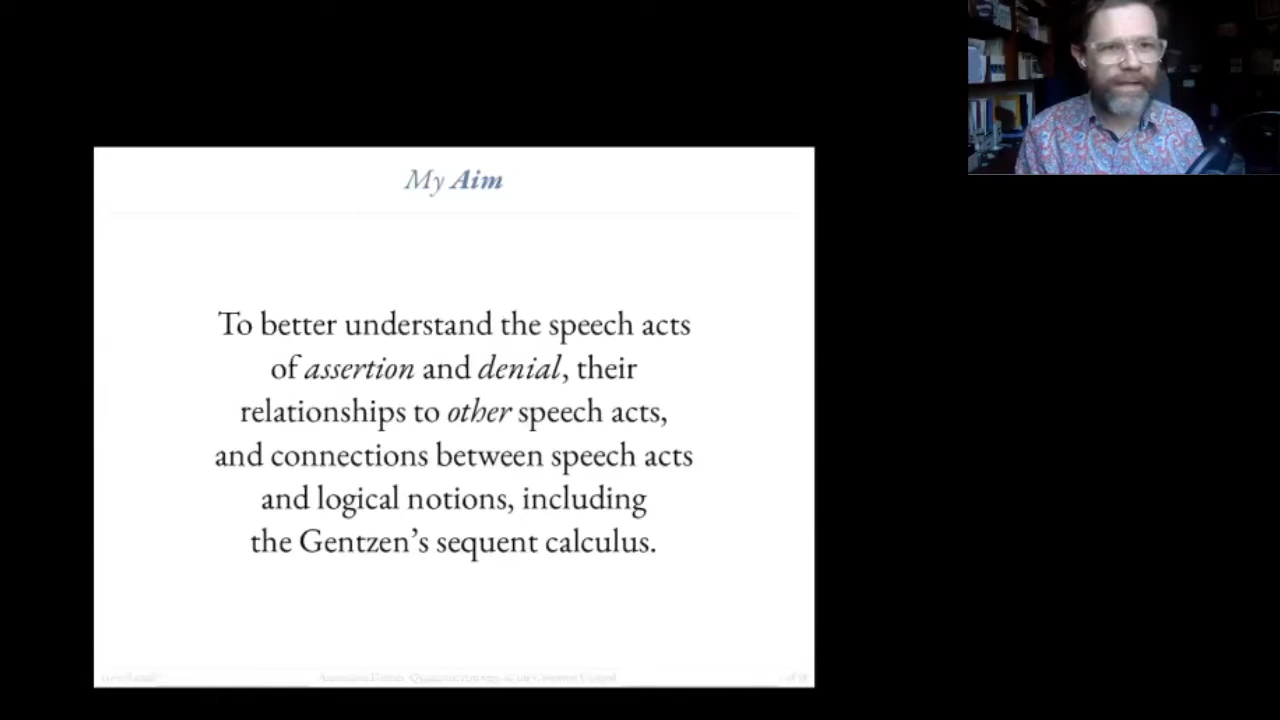 My Aim
To better understand the speech acts
of assertion and denial, their
relationships to other speech acts,
and connections between speech acts
and logical notions, including
the Gentzen’s sequent calculus.